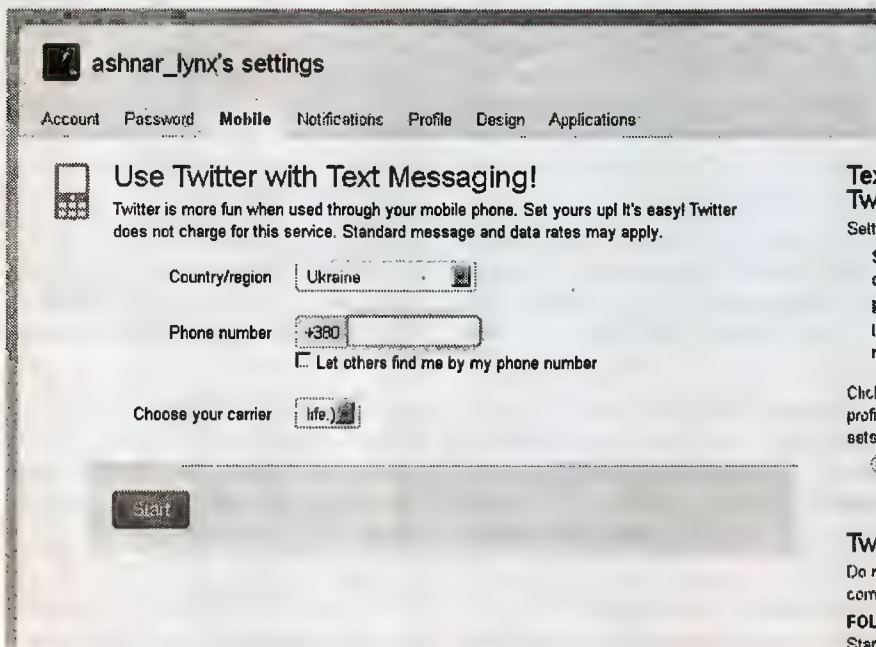 ashnar_lynx's settings
Account Password Mobile Notifications Profile Design Applications
Use Twitter with Text Messaging!
Twitter is more fun when used through your mobile phone. Set yours up! It's easy! Twitter
does not charge for this service. Standard message and data rates may apply.
Country/region Ukraine
Phone number +380
Let others find me by my phone number
Choose your carrier life:)
Start
Tw
FOL